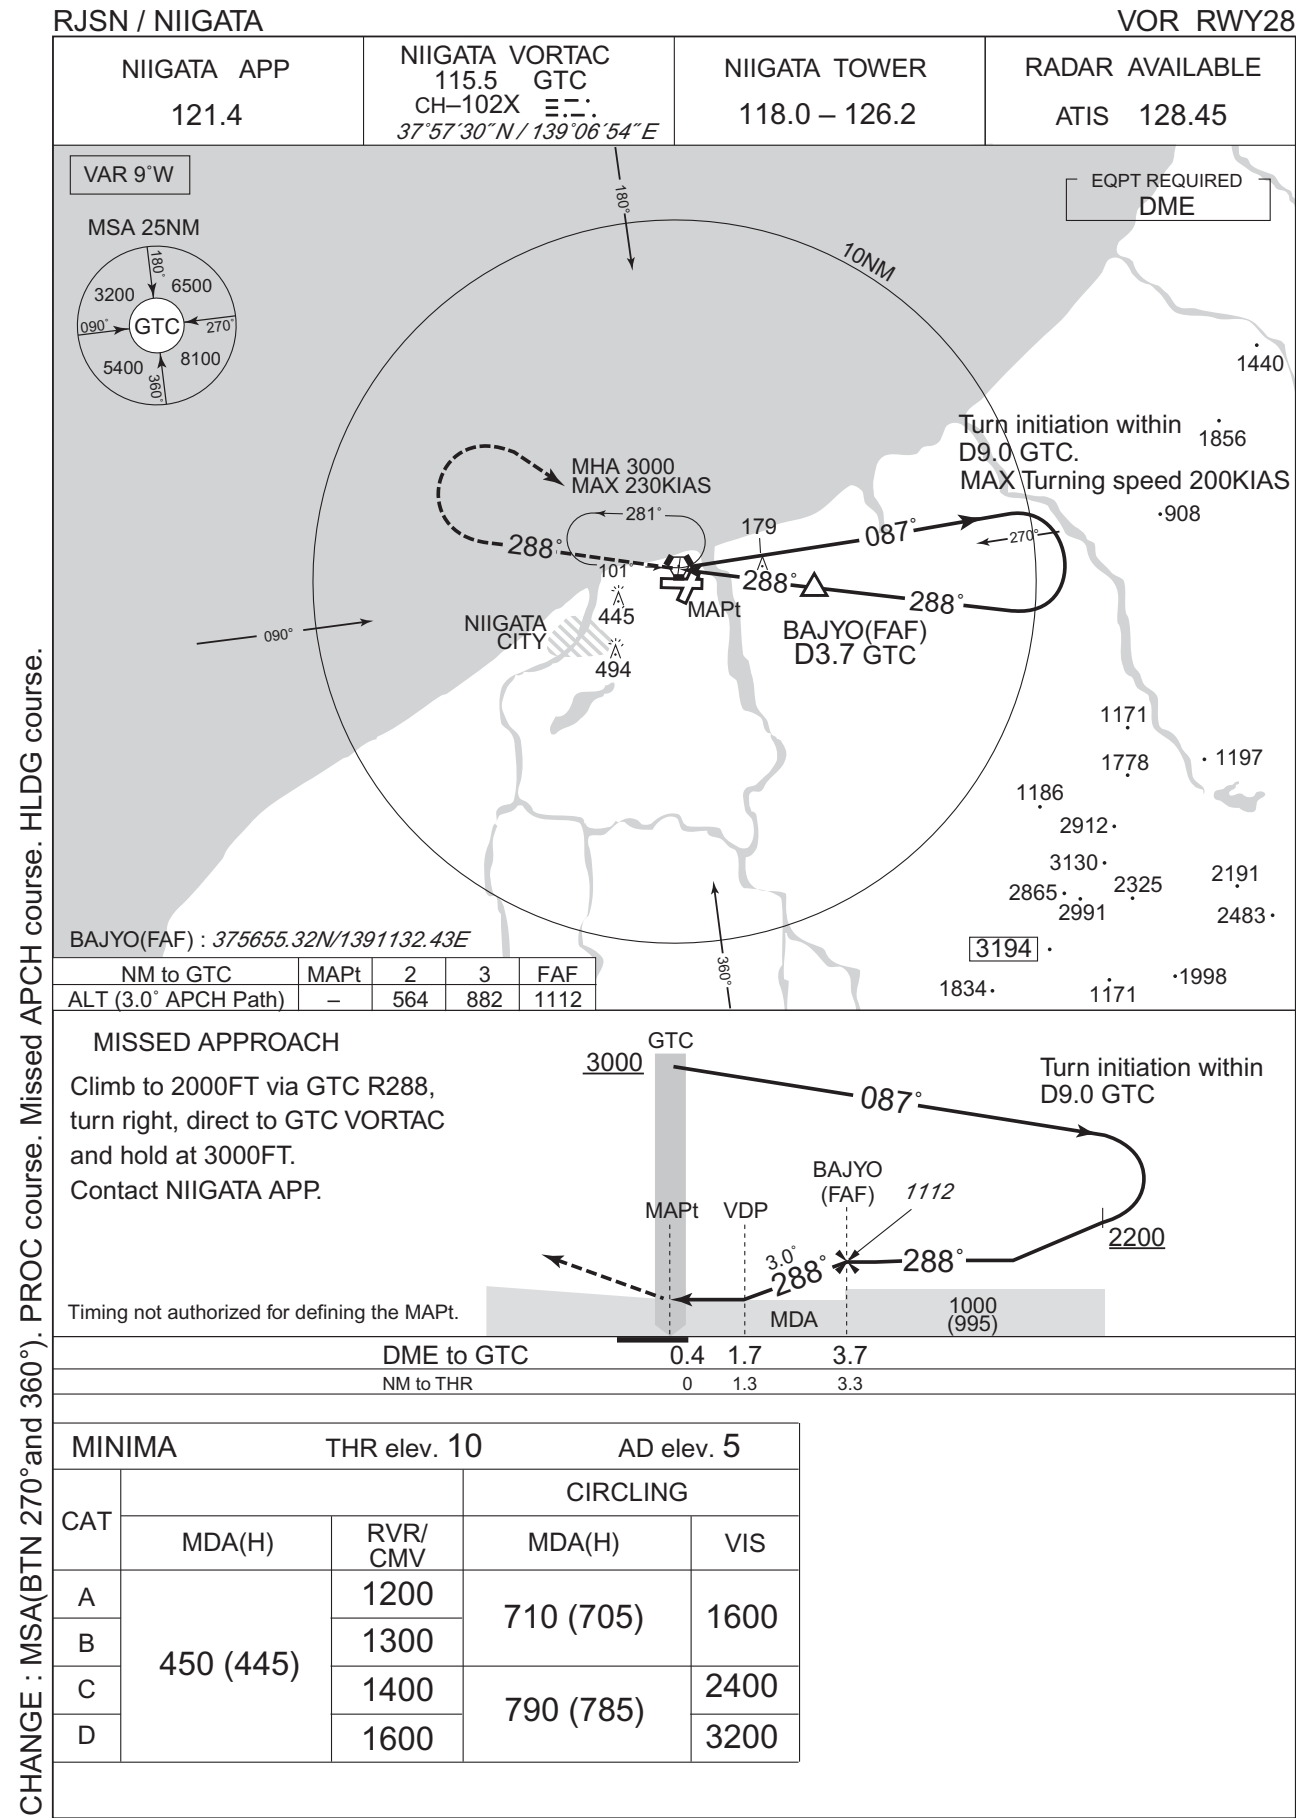 RJSN / NIIGATA
VOR RWY28
NIIGATA APP
121.4
NIIGATA VORTAC
115.5 GTC
CH–102X
37°57´30˝N / 139°06´54˝E
NIIGATA TOWER
118.0 – 126.2
RADAR AVAILABLE
ATIS 128.45
VAR 9°W
EQPT REQUIRED
DME
MSA 25NM
180°
3200
6500
090°
GTC
270°
5400
8100
360°
180°
10NM
1440
Turn initiation within
D9.0 GTC.
MAX Turning speed 200KIAS
1856
908
MHA 3000
MAX 230KIAS
281°
179
087°
270°
288°
101°
288°
288°
445
MAPt
NIIGATA
CITY
494
BAJYO(FAF)
D3.7 GTC
090°
1171
1778
1197
1186
2912
3130
2865
2325
2191
2991
2483
3194
360°
1834
1171
1998
BAJYO(FAF) : 375655.32N/1391132.43E
NM to GTC MAPt 2 3 FAF
ALT (3.0° APCH Path) – 564 882 1112
MISSED APPROACH
Climb to 2000FT via GTC R288,
turn right, direct to GTC VORTAC
and hold at 3000FT.
Contact NIIGATA APP.
Timing not authorized for defining the MAPt.
GTC
3000
087°
Turn initiation within
D9.0 GTC
BAJYO
(FAF)
1112
MAPt VDP
2200
3.0°
288°
288°
MDA
1000
(995)
DME to GTC 0.4 1.7 3.7
NM to THR 0 1.3 3.3
MINIMA THR elev. 10 AD elev. 5
CAT
CIRCLING
MDA(H)
RVR/
CMV
MDA(H)
VIS
A 1200
B 1300
C 1400
D 1600
450 (445)
710 (705) 1600
790 (785)
2400
3200
CHANGE : MSA(BTN 270°and 360°). PROC course. Missed APCH course. HLDG course.